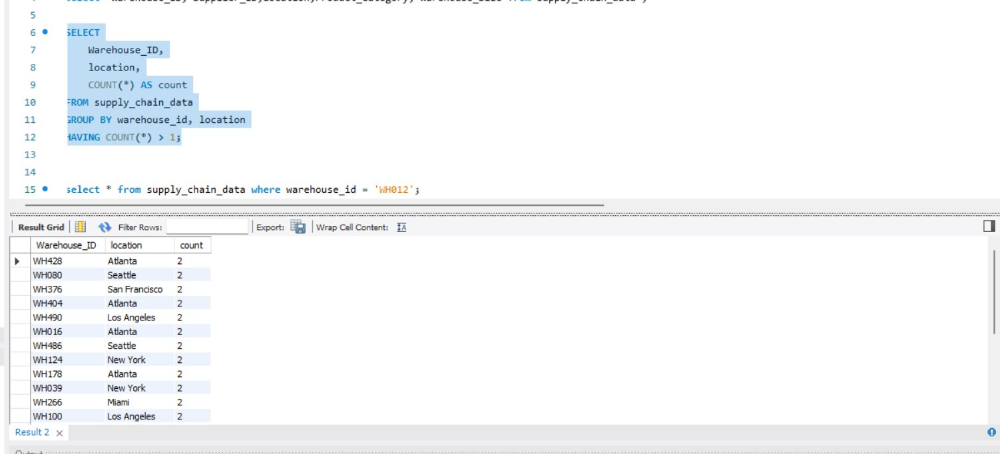 5
6 SELECT
7 Warehouse_ID,
8 location,
9 COUNT(*) AS count
10 FROM supply_chain_data
11 GROUP BY warehouse_id, location
12 HAVING COUNT(*) > 1;
13
14
15 select * from supply_chain_data where warehouse_id = 'WH012';
Result Grid Filter Rows: Export: Wrap Cell Content: IA
Warehouse_ID location count
WH428 Atlanta 2
WH080 Seattle 2
WH376 San Francisco 2
WH404 Atlanta 2
WH490 Los Angeles 2
WH016 Atlanta 2
WH486 Seattle 2
WH124 New York 2
WH178 Atlanta 2
WH039 New York 2
WH266 Miami 2
WH100 Los Angeles 2
Result 2 ×
Output